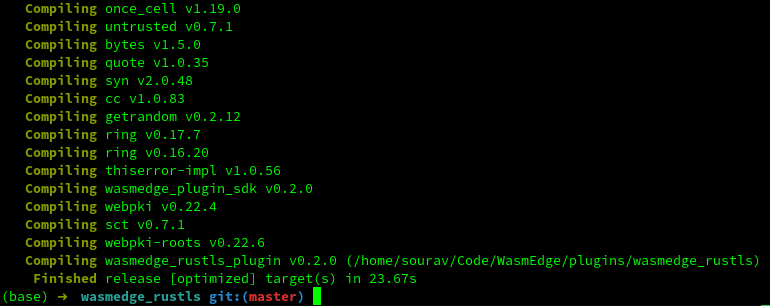 Compiling once_cell v1.19.0
Compiling untrusted v0.7.1
Compiling bytes v1.5.0
Compiling quote v1.0.35
Compiling syn v2.0.48
Compiling cc v1.0.83
Compiling getrandom v0.2.12
Compiling ring v0.17.7
Compiling ring v0.16.20
Compiling thiserror-impl v1.0.56
Compiling wasmedge_plugin_sdk v0.2.0
Compiling webpki v0.22.4
Compiling sct v0.7.1
Compiling webpki-roots v0.22.6
Compiling wasmedge_rustls_plugin v0.2.0 (/home/sourav/Code/WasmEdge/plugins/wasmedge_rustls)
Finished release [optimized] target(s) in 23.67s
(base) → wasmedge_rustls git:(master)